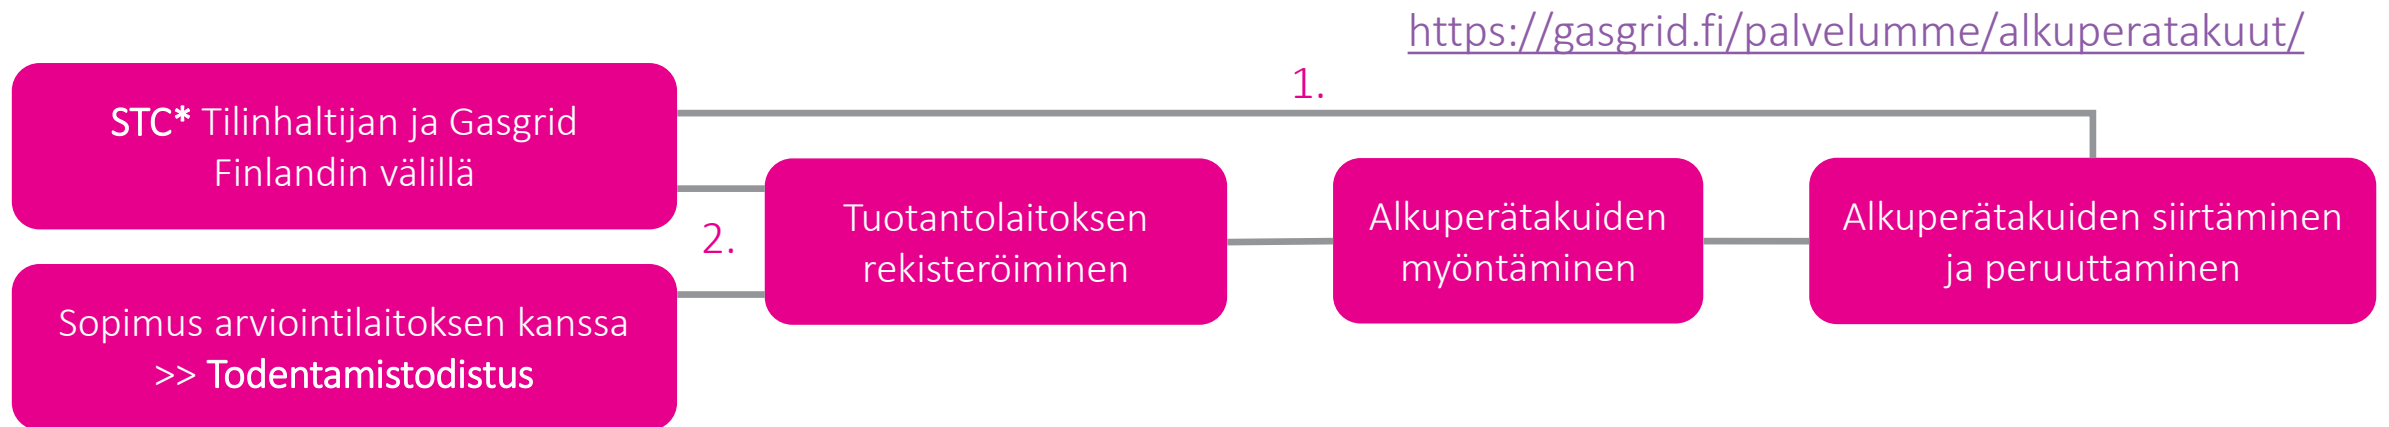 https://gasgrid.fi/palvelumme/alkuperatakuut/
1.
STC* Tilinhaltijan ja Gasgrid
Finlandin välillä
2.
Sopimus arviointilaitoksen kanssa
>> Todentamistodistus
Tuotantolaitoksen
rekisteröiminen
Alkuperätakuiden
myöntäminen
Alkuperätakuiden siirtäminen
ja peruuttaminen